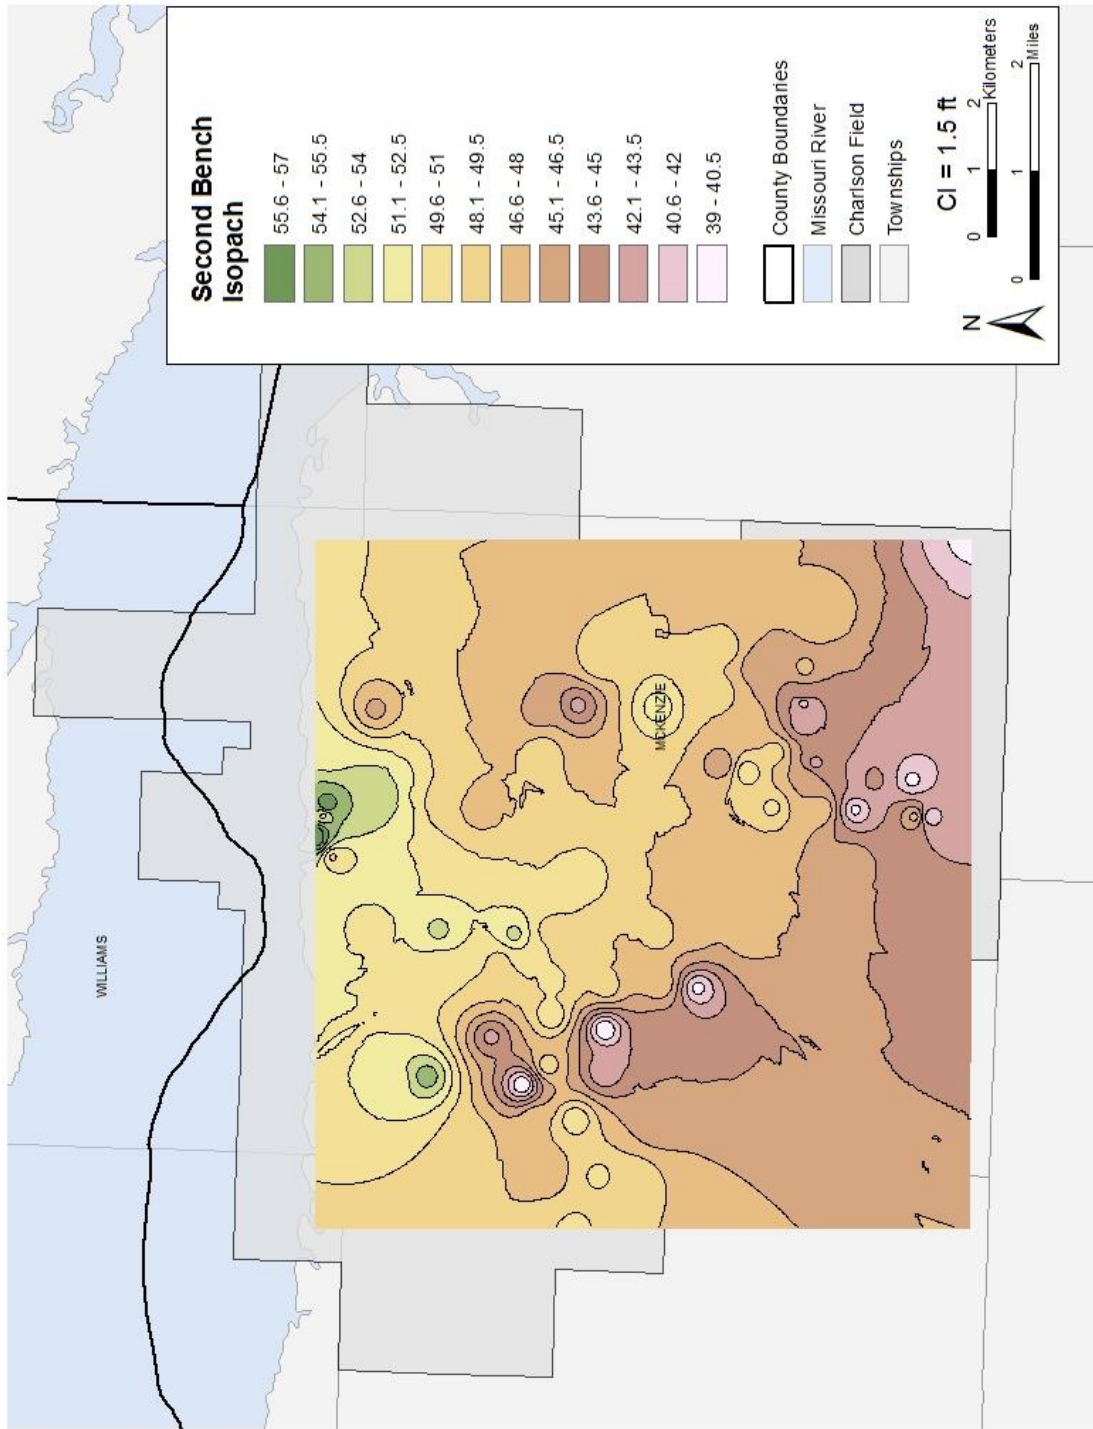 Second Bench
Isopach
55.6 - 57
54.1 - 55.5
52.6 - 54
51.1 - 52.5
49.6 - 51
48.1 - 49.5
46.6 - 48
45.1 - 46.5
43.6 - 45
42.1 - 43.5
40.6 - 42
39 - 40.5
County Boundaries
Missouri River
Charlson Field
Townships
N
CI = 1.5 ft
0 1 2
Kilometers
0 1 2
Miles
WILLIAMS
MCKENZIE